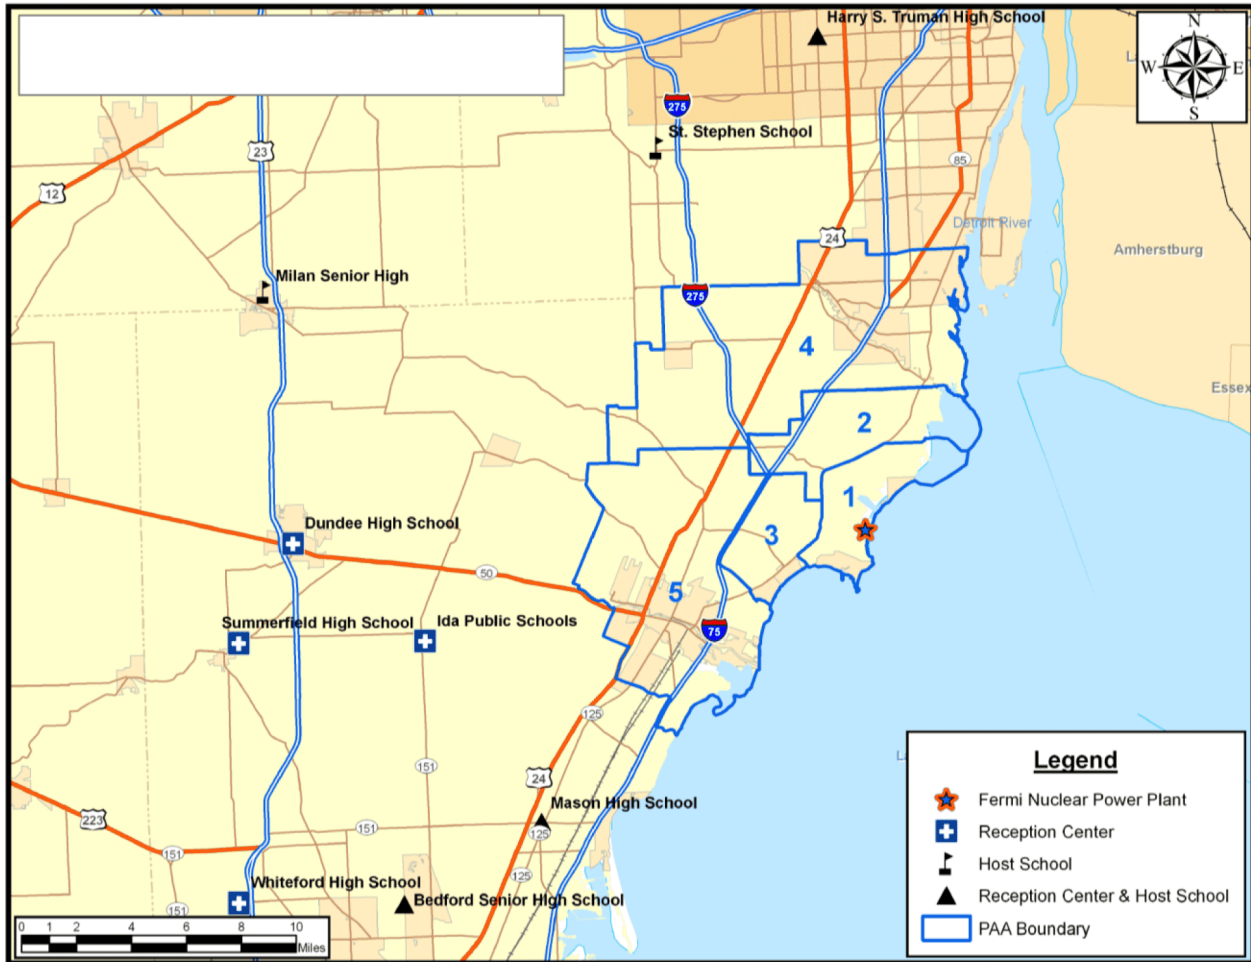 Harry S. Truman High School
N
W
E
S
275
St. Stephen School
23
12
85
24
Detroit River
Amherstburg
Milan Senior High
275
4
Essex
2
1
3
Dundee High School
50
5
Summerfield High School
Ida Public Schools
75
125
151
24
Mason High School
125
223
151
151
125
Whiteford High School
Bedford Senior High School
151
0 1 2 4 6 8 10
Miles
Legend
Fermi Nuclear Power Plant
Reception Center
Host School
Reception Center & Host School
PAA Boundary